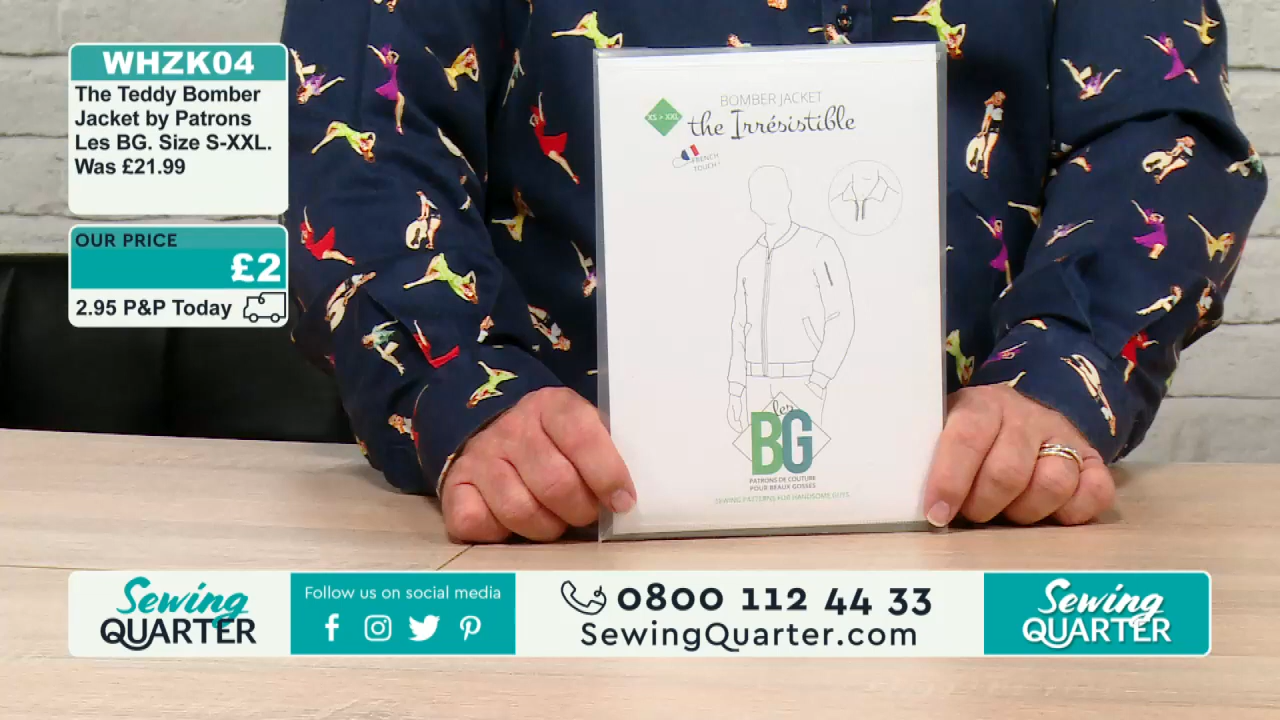 WHZK04
The Teddy Bomber
Jacket by Patrons
Les BG. Size S-XXL.
Was £21.99
OUR PRICE
£2
2.95 P&P Today
BOMBER JACKET
XS > XXL
the Irrésistible
FRENCH
TOUCH
les
BG
PATRONS DE COUTURE
POUR BEAUX GOSSES
SEWING PATTERNS FOR HANDSOME GUYS
Sewing
QUARTER
Follow us on social media
0800 112 44 33
SewingQuarter.com
Sewing
QUARTER